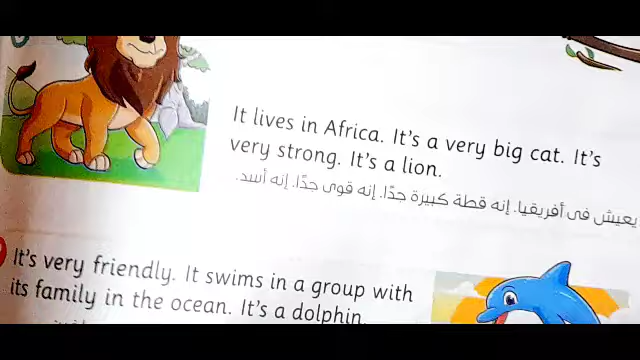 It lives in Africa. It's a very big cat. It's
very strong. It's a lion.
يعيش في أفريقيا. إنه قطة كبيرة جدًا. إنه قوي جدًا. إنه أسد.
It's very friendly. It swims in a group with
its family in the ocean. It's a dolphin.